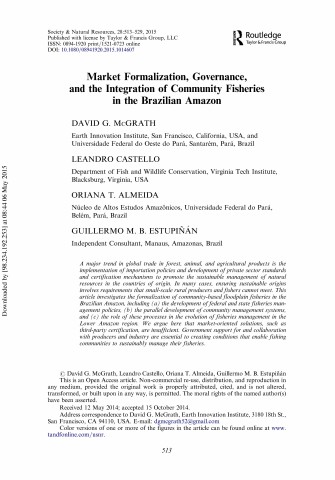 Society & Natural Resources, 28:513–529, 2015
Published with license by Taylor & Francis Group, LLC
ISSN: 0894-1920 print/1521-0723 online
DOI: 10.1080/08941920.2015.1014607
Routledge
Taylor & Francis Group
Market Formalization, Governance,
and the Integration of Community Fisheries
in the Brazilian Amazon
DAVID G. McGRATH
Earth Innovation Institute, San Francisco, California, USA, and
Universidade Federal do Oeste do Pará, Santarém, Pará, Brazil
LEANDRO CASTELLO
Department of Fish and Wildlife Conservation, Virginia Tech Institute,
Blacksburg, Virginia, USA
ORIANA T. ALMEIDA
Núcleo de Altos Estudos Amazônicos, Universidade Federal do Pará,
Belém, Pará, Brazil
GUILLERMO M. B. ESTUPIÑÁN
Independent Consultant, Manaus, Amazonas, Brazil
A major trend in global trade in forest, animal, and agricultural products is the
implementation of importation policies and development of private sector standards
and certification mechanisms to promote the sustainable management of natural
resources in the countries of origin. In many cases, ensuring sustainable origins
involves requirements that small-scale rural producers and fishers cannot meet. This
article investigates the formalization of community-based floodplain fisheries in the
Brazilian Amazon, including (a) the development of federal and state fisheries man-
agement policies, (b) the parallel development of community management systems,
and (c) the role of these processes in the evolution of fisheries management in the
Lower Amazon region. We argue here that market-oriented solutions, such as
third-party certification, are insufficient. Government support for and collaboration
with producers and industry are essential to creating conditions that enable fishing
communities to sustainably manage their fisheries.
© David G. McGrath, Leandro Castello, Oriana T. Almeida, Guillermo M. B. Estupiñán
This is an Open Access article. Non-commercial re-use, distribution, and reproduction in
any medium, provided the original work is properly attributed, cited, and is not altered,
transformed, or built upon in any way, is permitted. The moral rights of the named author(s)
have been asserted.
Received 12 May 2014; accepted 15 October 2014.
Address correspondence to David G. McGrath, Earth Innovation Institute, 3180 18th St.,
San Francisco, CA 94110, USA. E-mail: dgmcgrath52@gmail.com
Color versions of one or more of the figures in the article can be found online at www.
tandfonline.com/usnr.
513
Downloaded by [98.234.192.253] at 08:44 06 May 2015